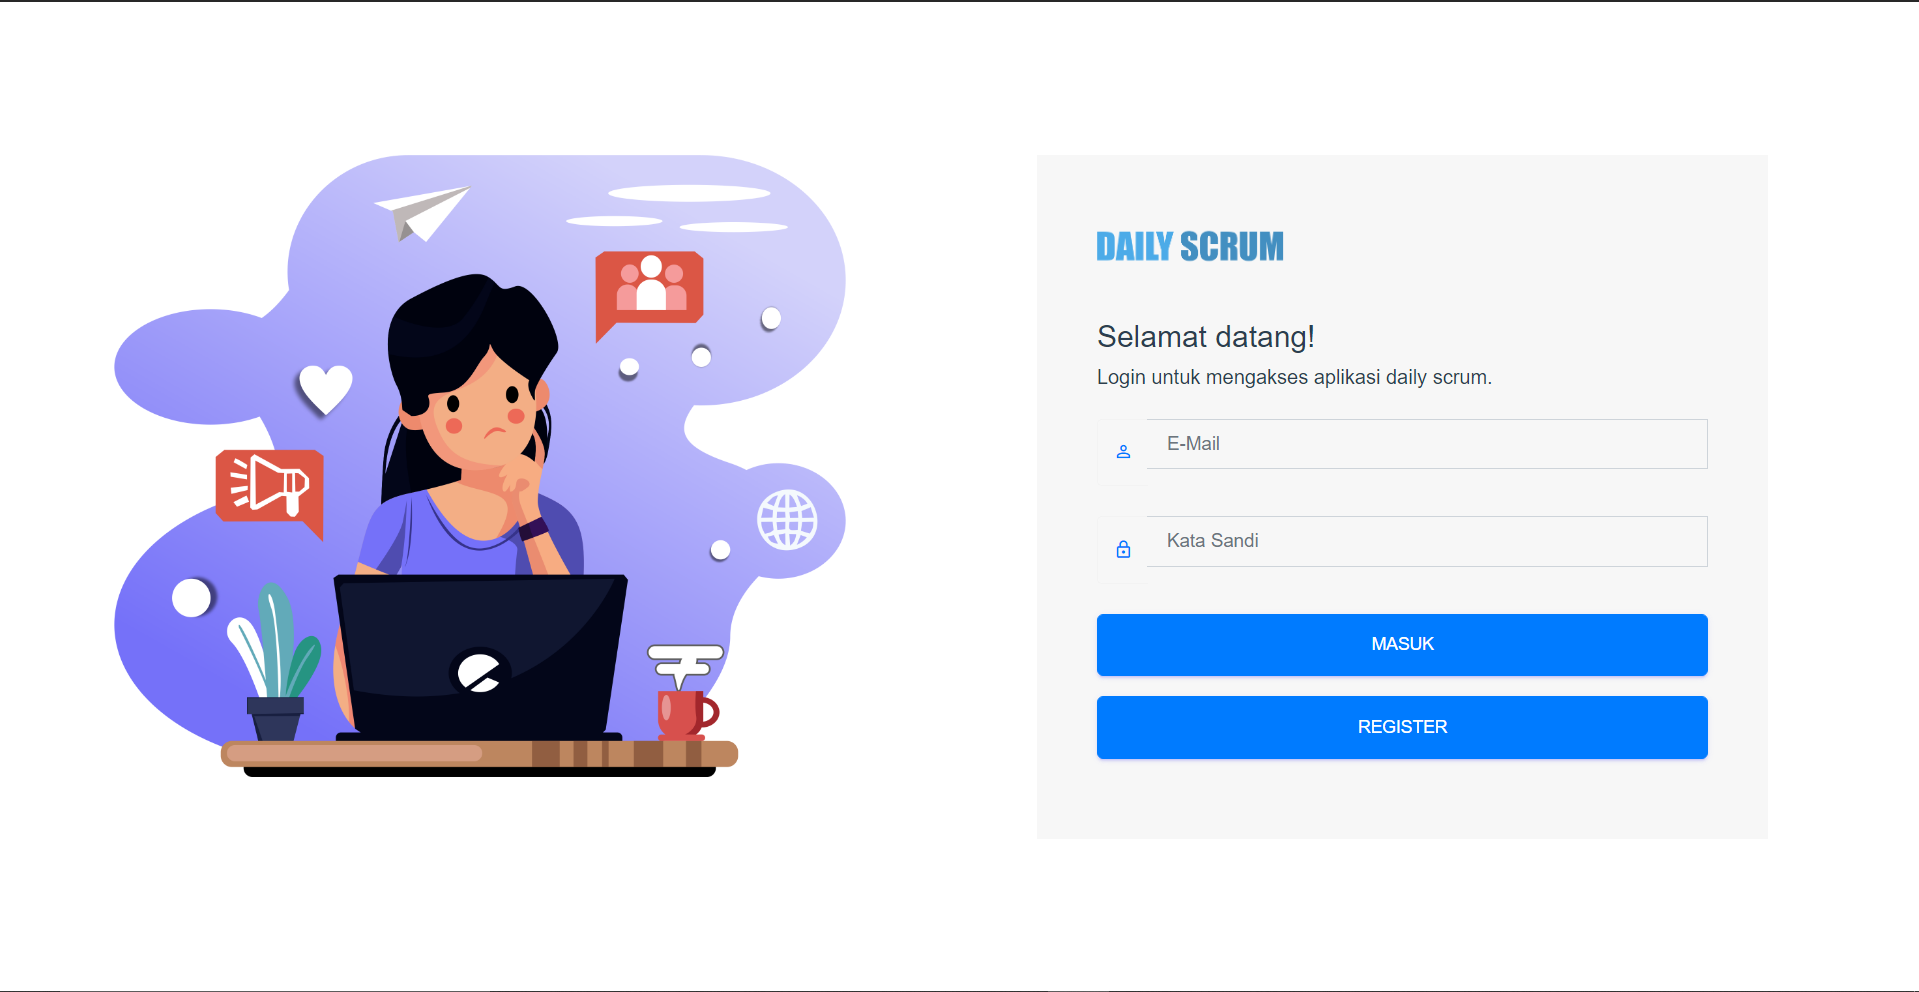 DAILY SCRUM
Selamat datang!
Login untuk mengakses aplikasi daily scrum.
E-Mail
Kata Sandi
MASUK
REGISTER